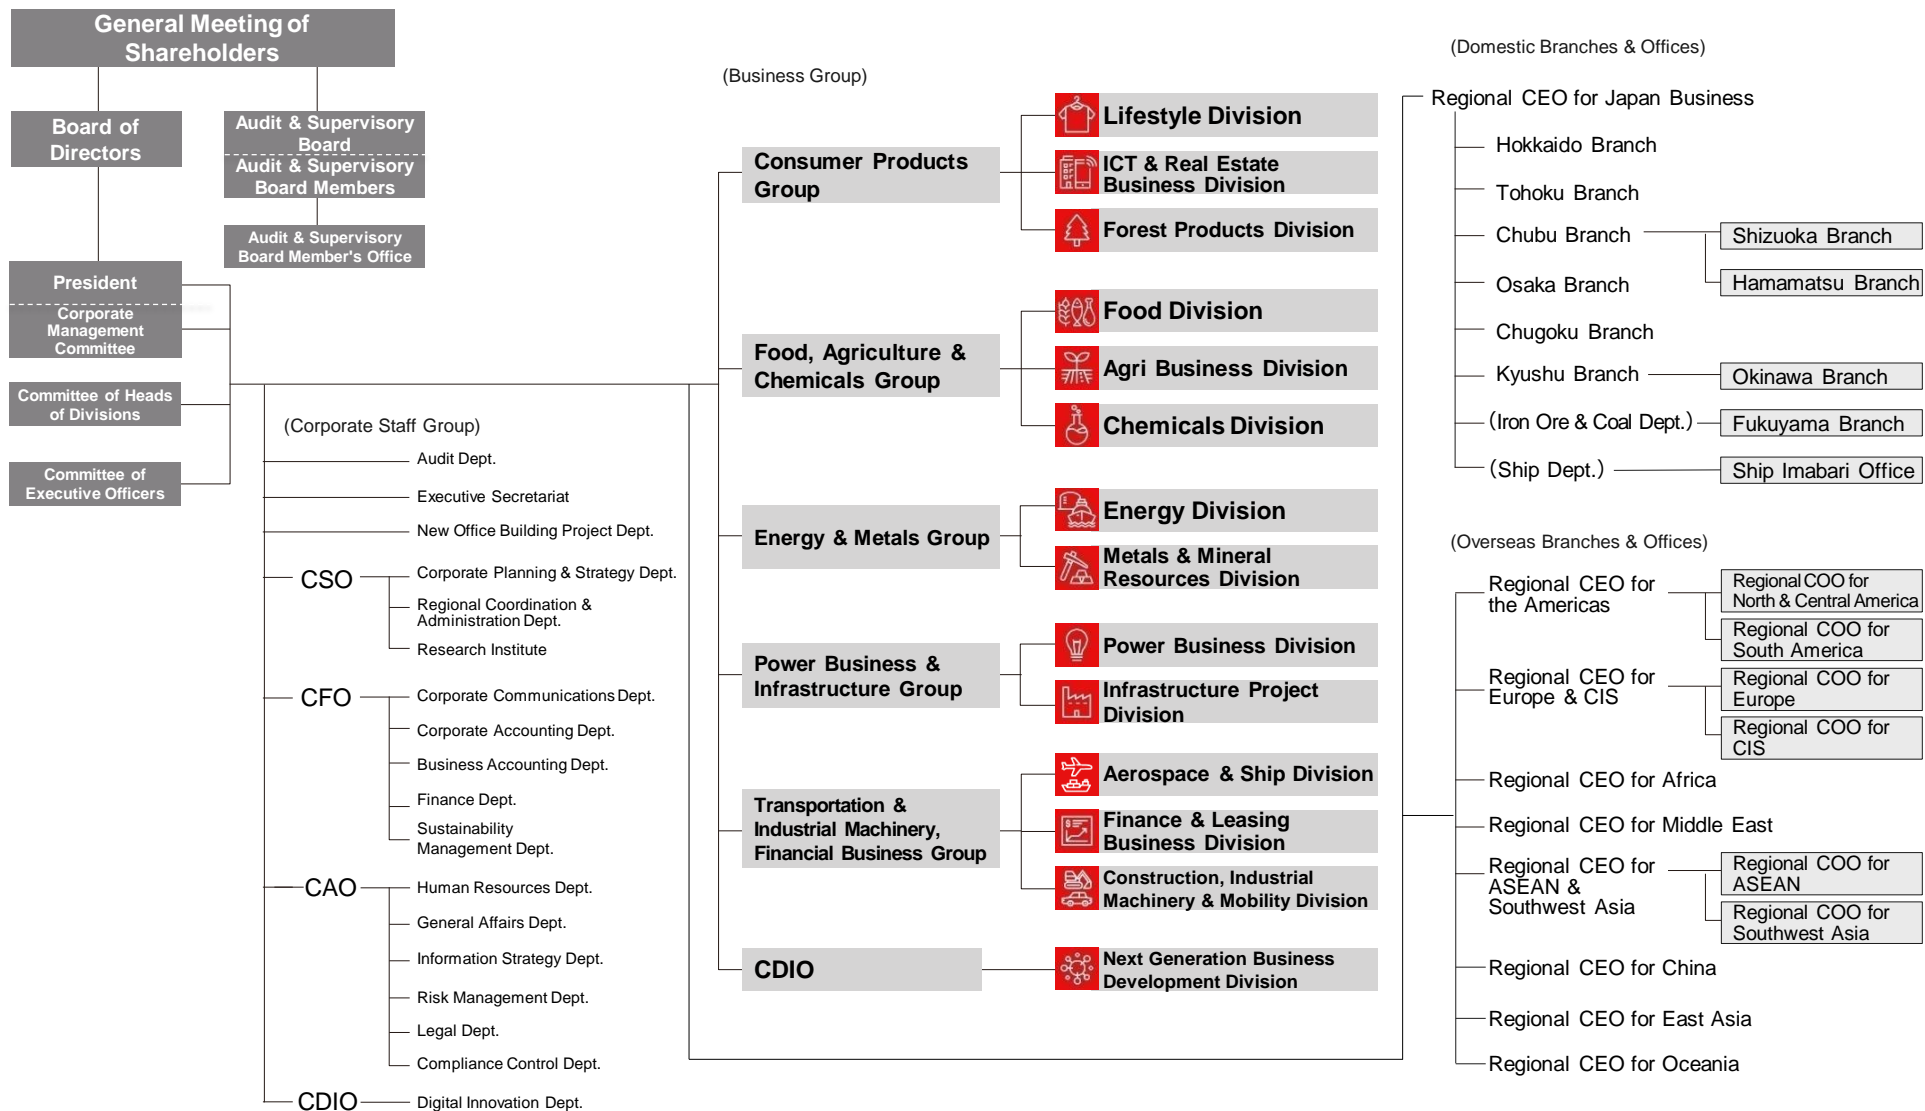 General Meeting of
Shareholders
Board of
Directors
Audit & Supervisory
Board
Audit & Supervisory
Board Members
Audit & Supervisory
Board Member's Office
President
Corporate
Management
Committee
Committee of Heads
of Divisions
Committee of
Executive Officers
(Corporate Staff Group)
Audit Dept.
Executive Secretariat
New Office Building Project Dept.
CSO
Corporate Planning & Strategy Dept.
Regional Coordination &
Administration Dept.
Research Institute
CFO
Corporate Communications Dept.
Corporate Accounting Dept.
Business Accounting Dept.
Finance Dept.
Sustainability
Management Dept.
CAO
Human Resources Dept.
General Affairs Dept.
Information Strategy Dept.
Risk Management Dept.
Legal Dept.
Compliance Control Dept.
CDIO
Digital Innovation Dept.
(Business Group)
Consumer Products
Group
Lifestyle Division
ICT & Real Estate
Business Division
Forest Products Division
Food, Agriculture &
Chemicals Group
Food Division
Agri Business Division
Chemicals Division
Energy & Metals Group
Energy Division
Metals & Mineral
Resources Division
Power Business &
Infrastructure Group
Power Business Division
Infrastructure Project
Division
Transportation &
Industrial Machinery,
Financial Business Group
Aerospace & Ship Division
Finance & Leasing
Business Division
Construction, Industrial
Machinery & Mobility Division
CDIO
Next Generation Business
Development Division
(Domestic Branches & Offices)
Regional CEO for Japan Business
Hokkaido Branch
Tohoku Branch
Chubu Branch
Shizuoka Branch
Hamamatsu Branch
Osaka Branch
Chugoku Branch
Kyushu Branch
Okinawa Branch
(Iron Ore & Coal Dept.)
Fukuyama Branch
(Ship Dept.)
Ship Imabari Office
(Overseas Branches & Offices)
Regional CEO for
the Americas
Regional COO for
North & Central America
Regional COO for
South America
Regional CEO for
Europe & CIS
Regional COO for
Europe
Regional COO for
CIS
Regional CEO for Africa
Regional CEO for Middle East
Regional CEO for
ASEAN &
Southwest Asia
Regional COO for
ASEAN
Regional COO for
Southwest Asia
Regional CEO for China
Regional CEO for East Asia
Regional CEO for Oceania